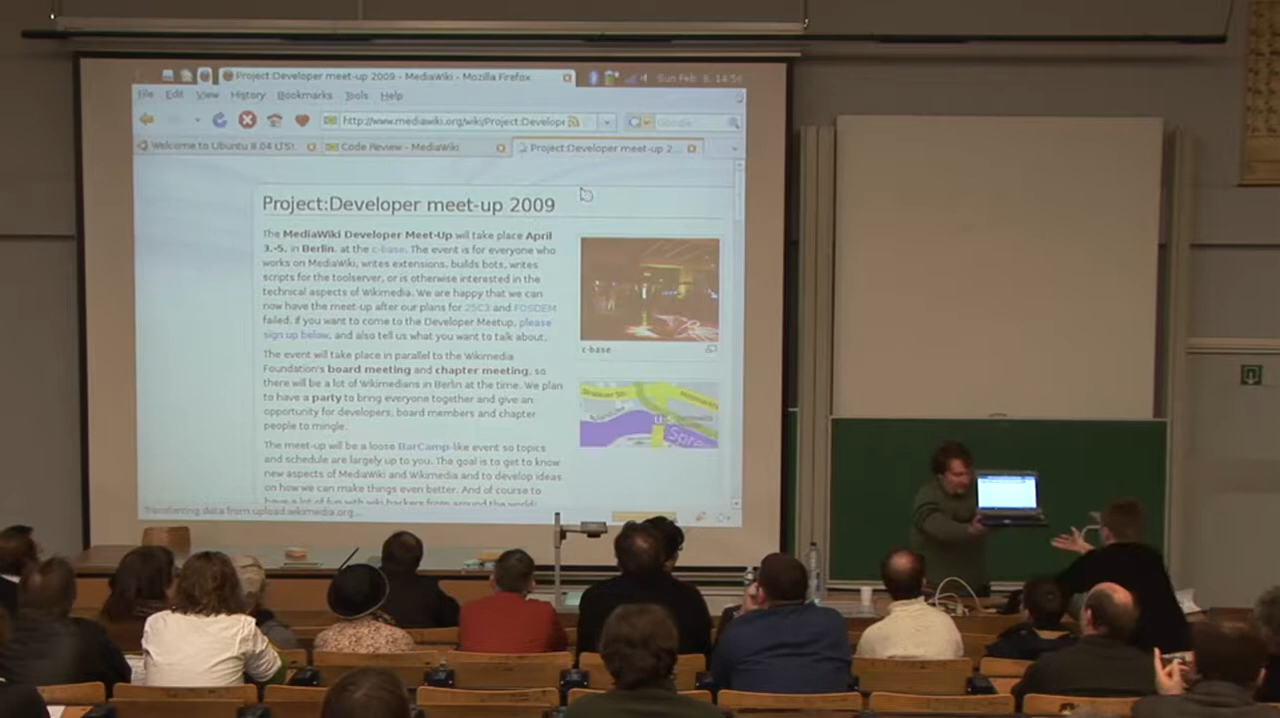 Project:Developer meet-up 2009 - MediaWiki - Mozilla Firefox
Sun Feb 8, 14:56
File Edit View History Bookmarks Tools Help
http://www.mediawiki.org/wiki/Project:Develope
Google
Welcome to Ubuntu 8.04 LTS!
Code Review - MediaWiki
Project:Developer meet-up 2...
Project:Developer meet-up 2009
The MediaWiki Developer Meet-Up will take place April
3.-5. in Berlin, at the c-base. The event is for everyone who
works on MediaWiki, writes extensions, builds bots, writes
scripts for the toolserver, or is otherwise interested in the
technical aspects of Wikimedia. We are happy that we can
now have the meet-up after our plans for 25C3 and FOSDEM
failed. If you want to come to the Developer Meetup, please
sign up below, and also tell us what you want to talk about.
c-base
The event will take place in parallel to the Wikimedia
Foundation's board meeting and chapter meeting, so
there will be a lot of Wikimedians in Berlin at the time. We plan
to have a party to bring everyone together and give an
opportunity for developers, board members and chapter
people to mingle.
Spree
The meet-up will be a loose BarCamp-like event so topics
and schedule are largely up to you. The goal is to get to know
new aspects of MediaWiki and Wikimedia and to develop ideas
on how we can make things even better. And of course to
have a lot of fun with wiki hackers from around the world!
Transferring data from upload.wikimedia.org...